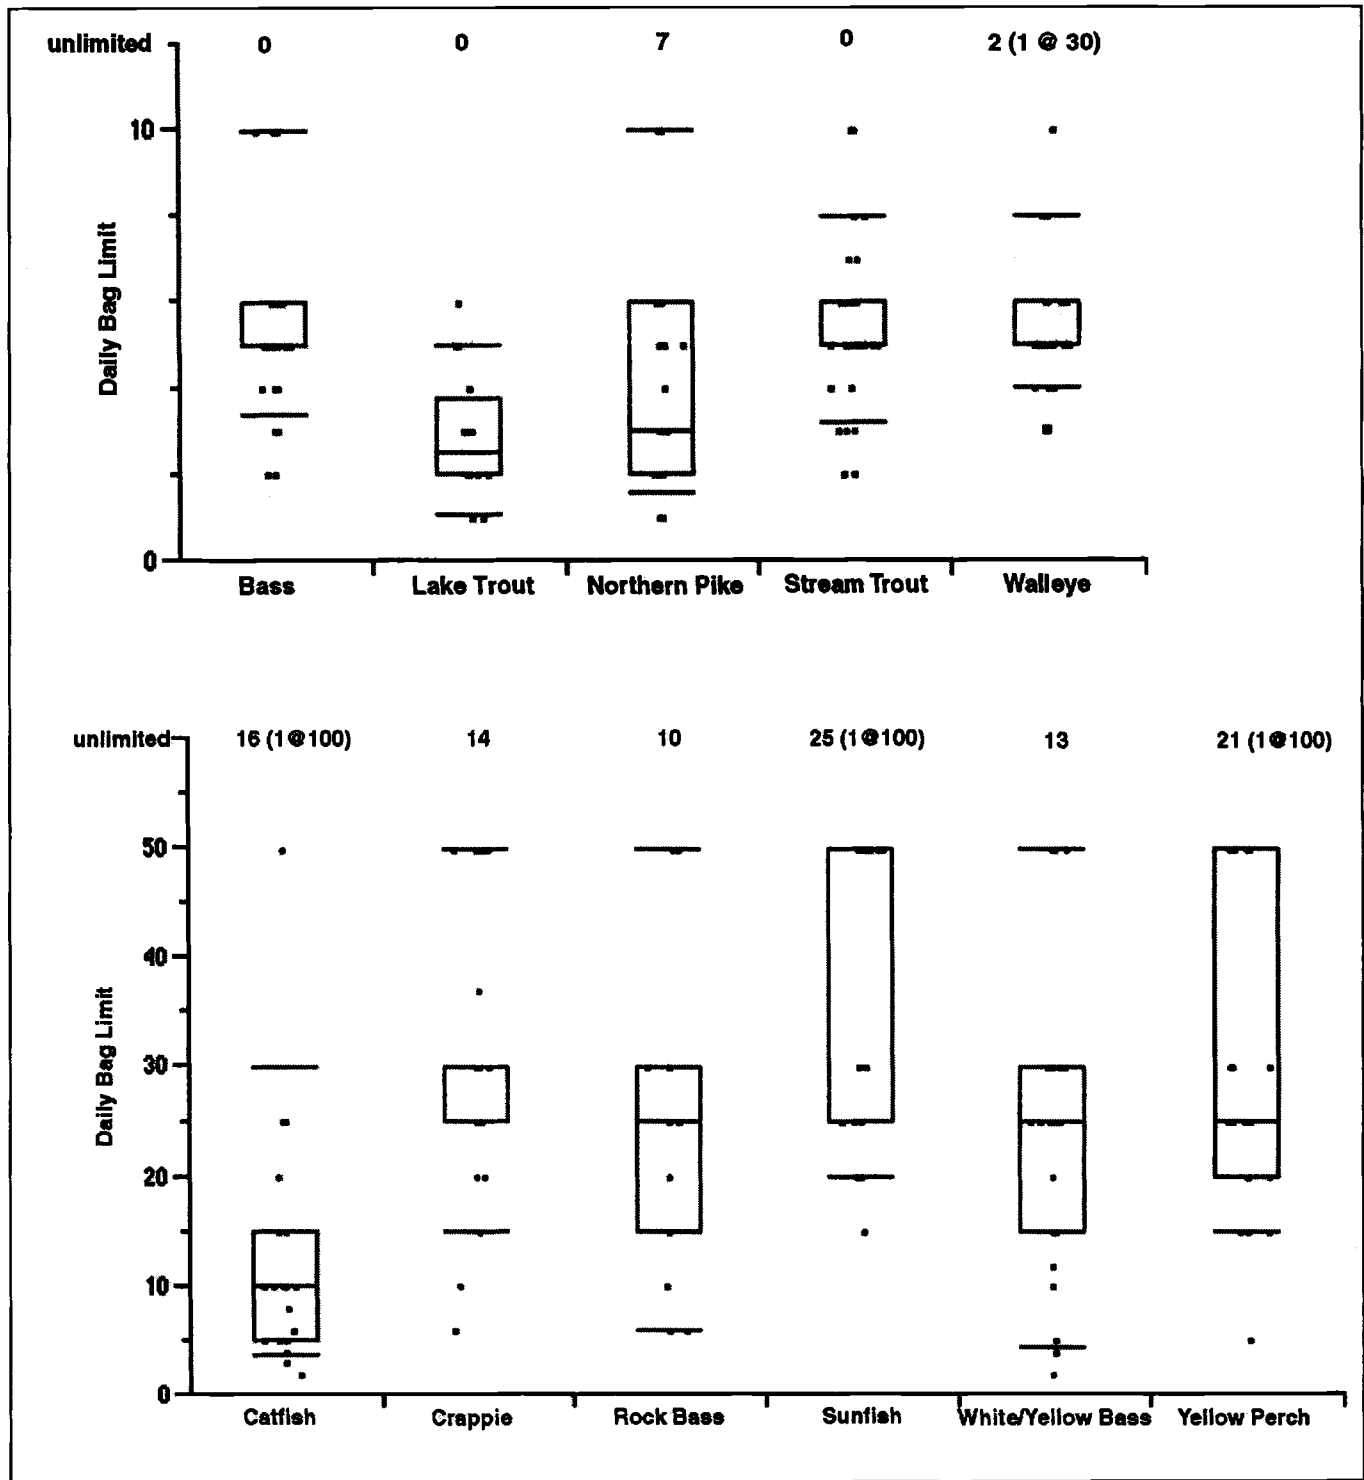 unlimited 0 0 7 0 2 (1 @ 30)
10
Daily Bag Limit
0
Bass Lake Trout Northern Pike Stream Trout Walleye
unlimited 16 (1@100) 14 10 25 (1@100) 13 21 (1@100)
50
40
Daily Bag Limit
30
20
10
0
Catfish Crappie Rock Bass Sunfish White/Yellow Bass Yellow Perch